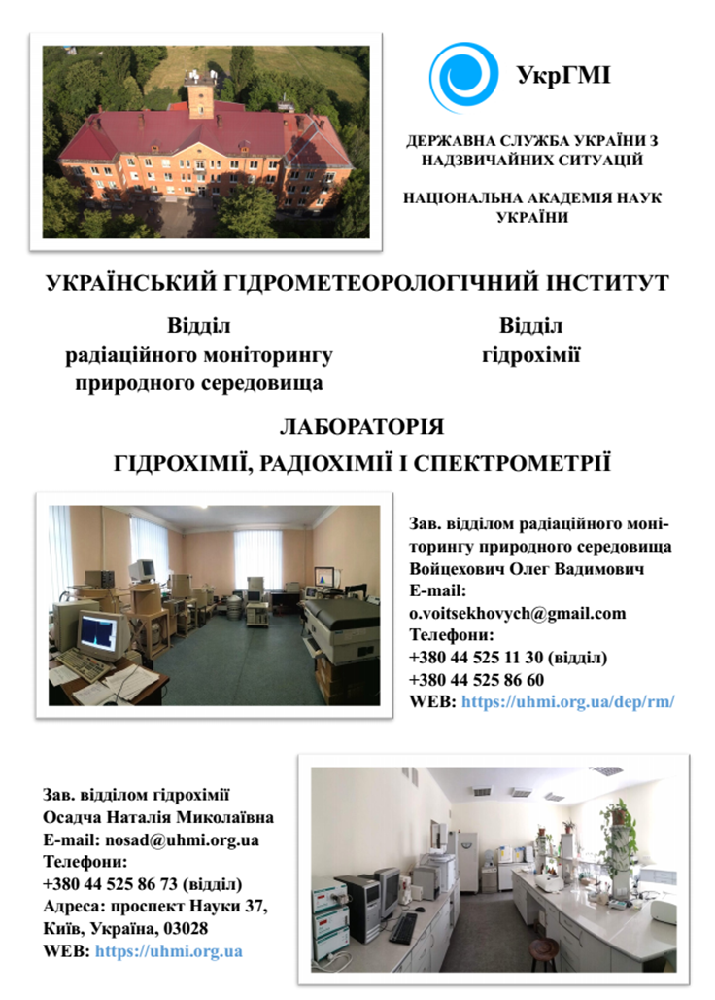 УкрГМІ
ДЕРЖАВНА СЛУЖБА УКРАЇНИ З
НАДЗВИЧАЙНИХ СИТУАЦІЙ
НАЦІОНАЛЬНА АКАДЕМІЯ НАУК
УКРАЇНИ
УКРАЇНСЬКИЙ ГІДРОМЕТЕОРОЛОГІЧНИЙ ІНСТИТУТ
Відділ
радіаційного моніторингу
природного середовища
Відділ
гідрохімії
ЛАБОРАТОРІЯ
ГІДРОХІМІЇ, РАДІОХІМІЇ І СПЕКТРОМЕТРІЇ
Зав. відділом радіаційного моні-
торингу природного середовища
Войцехович Олег Вадимович
E-mail:
o.voitsekhovych@gmail.com
Телефони:
+380 44 525 11 30 (відділ)
+380 44 525 86 60
WEB: https://uhmi.org.ua/dep/rm/
Зав. відділом гідрохімії
Осадча Наталія Миколаївна
E-mail: nosad@uhmi.org.ua
Телефони:
+380 44 525 86 73 (відділ)
Адреса: проспект Науки 37,
Київ, Україна, 03028
WEB: https://uhmi.org.ua